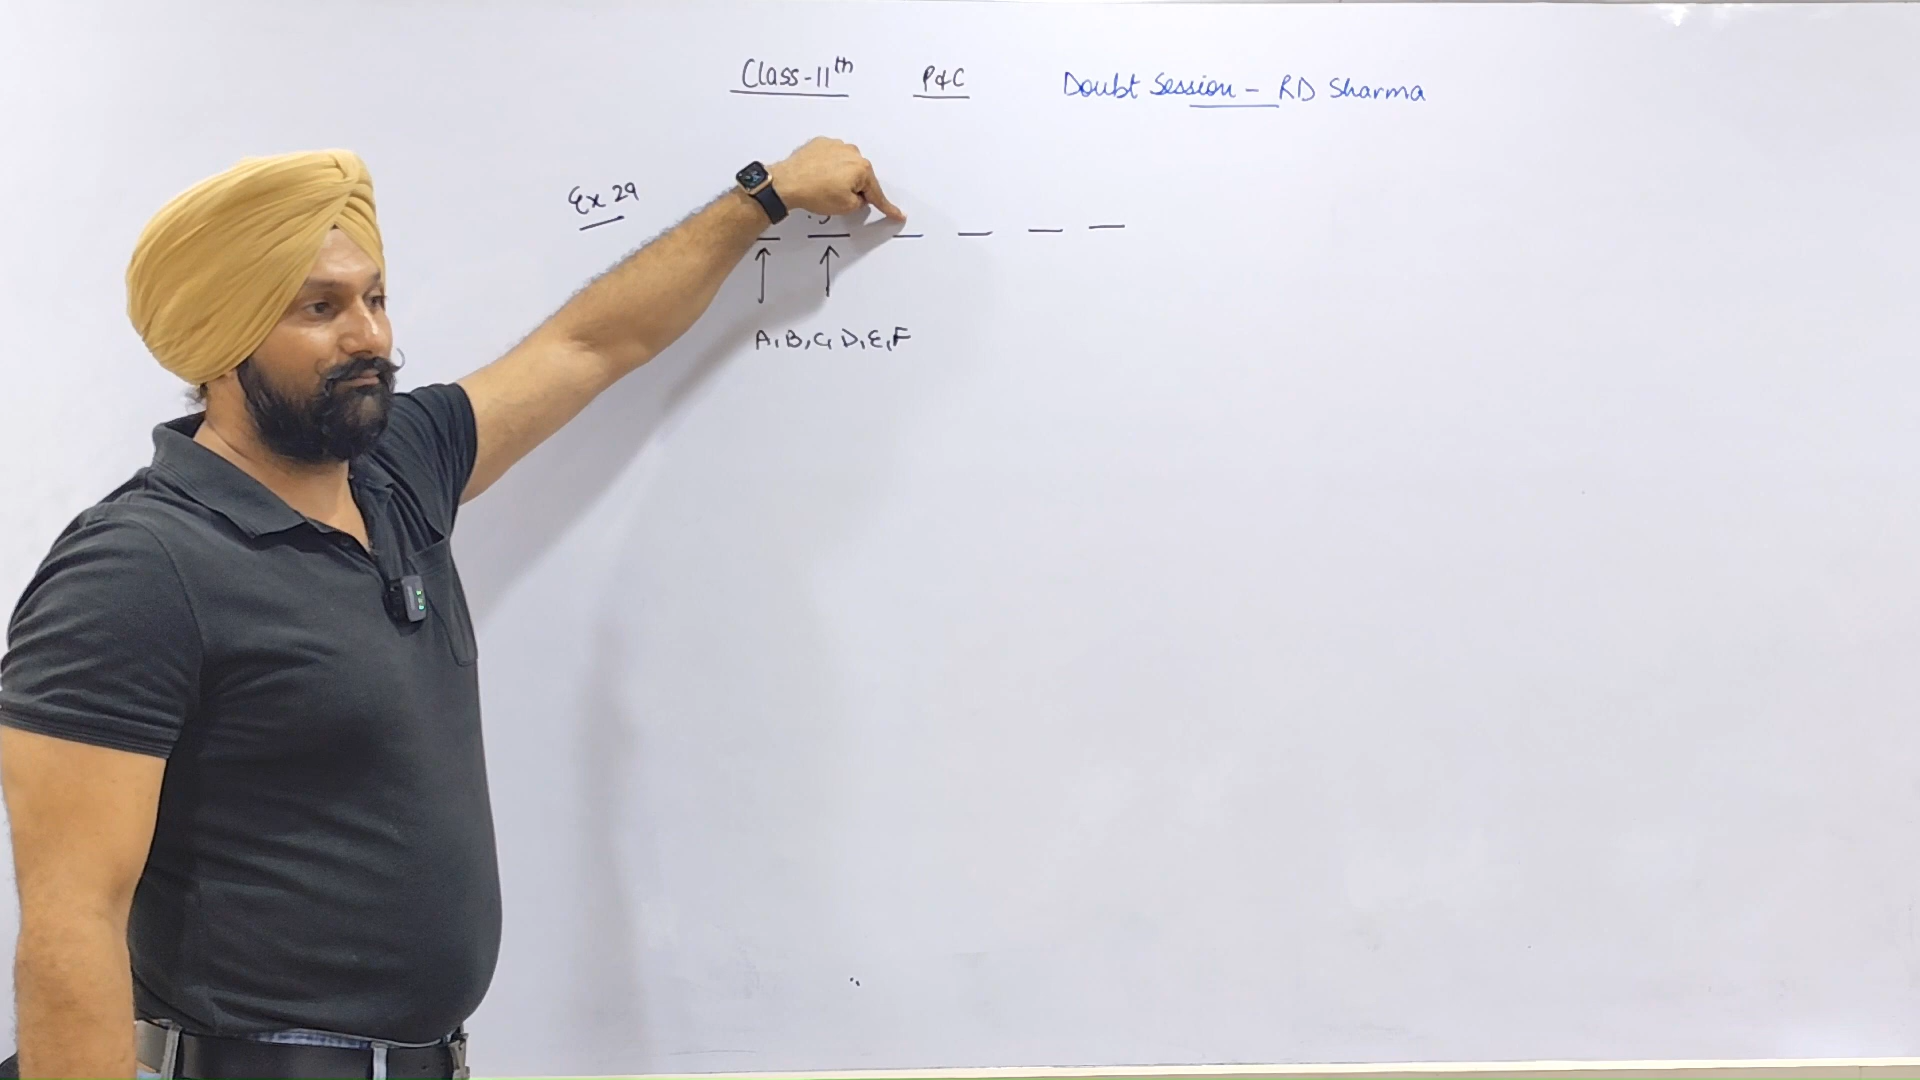 Class-11th P&C Doubt Session - RD Sharma
Ex 29
A, B, C, D, E, F